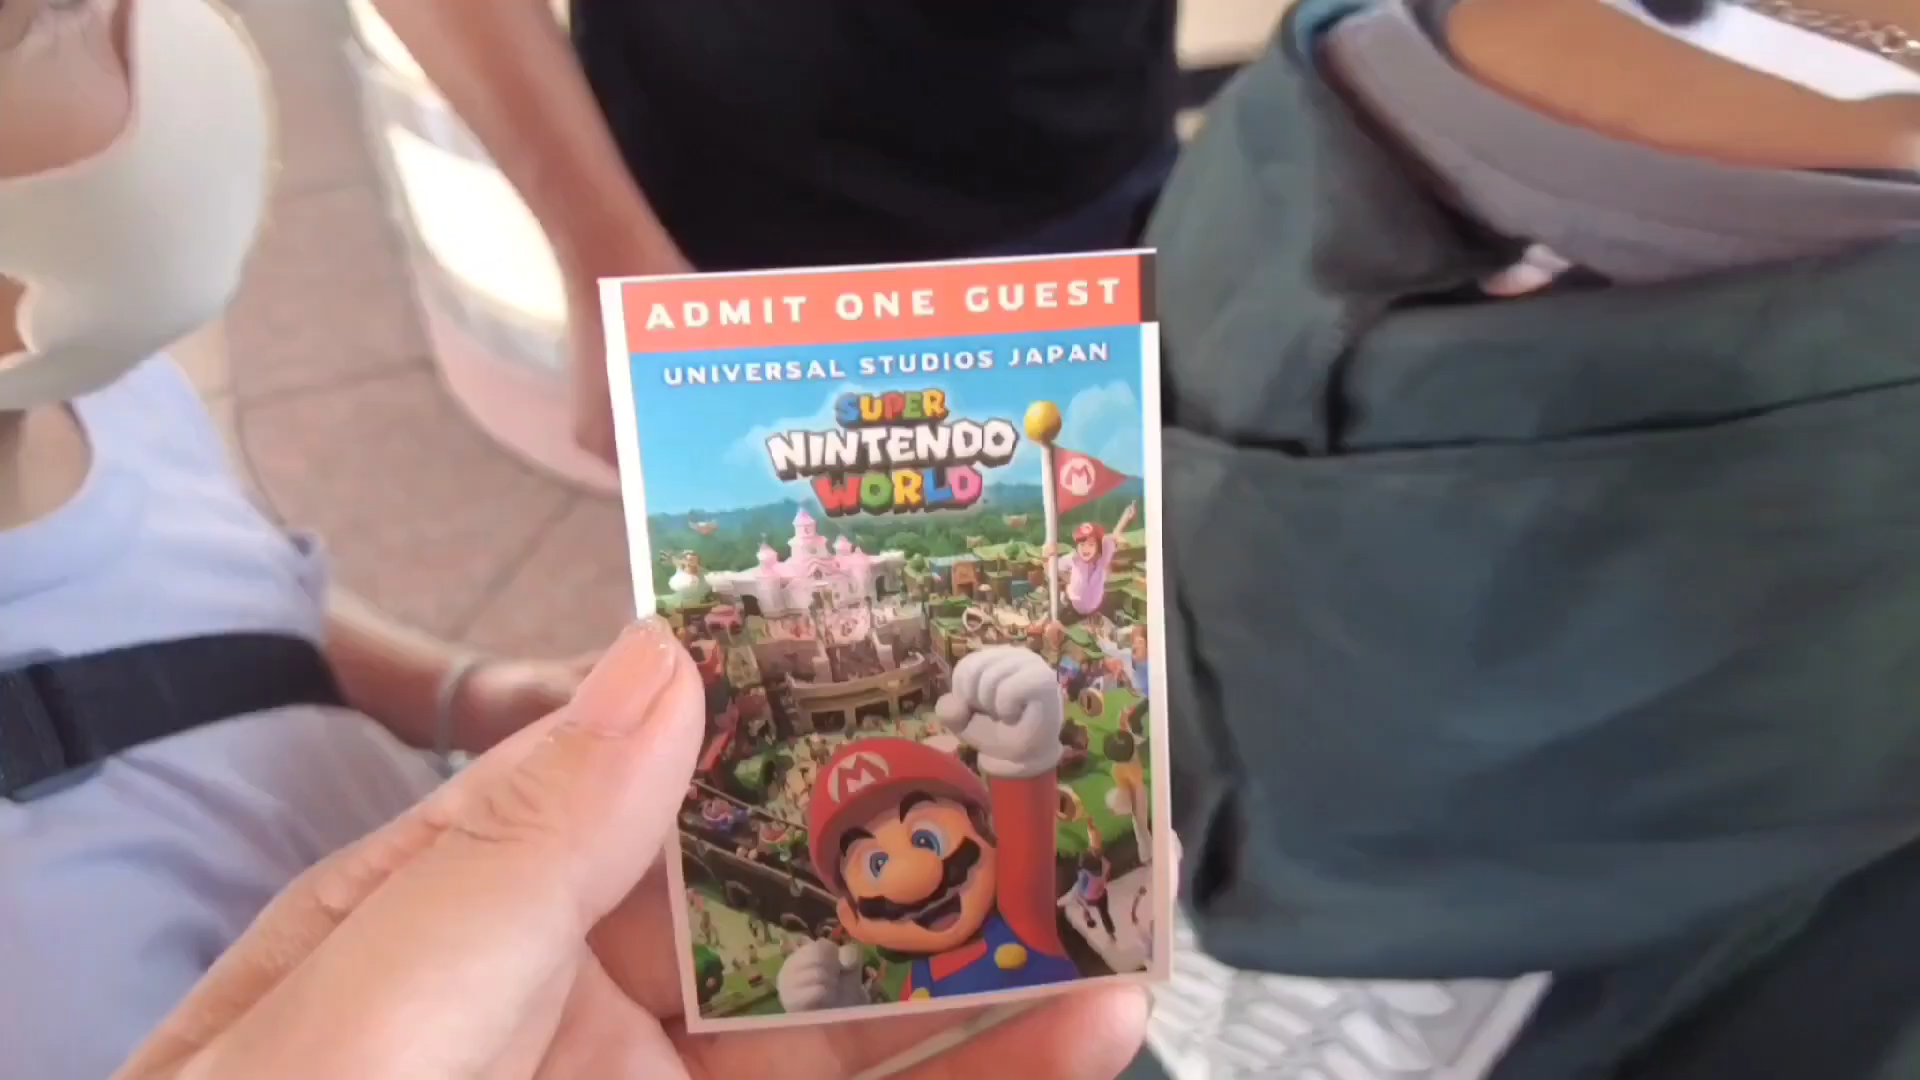 ADMIT ONE GUEST
UNIVERSAL STUDIOS JAPAN
SUPER
NINTENDO
WORLD
M
M